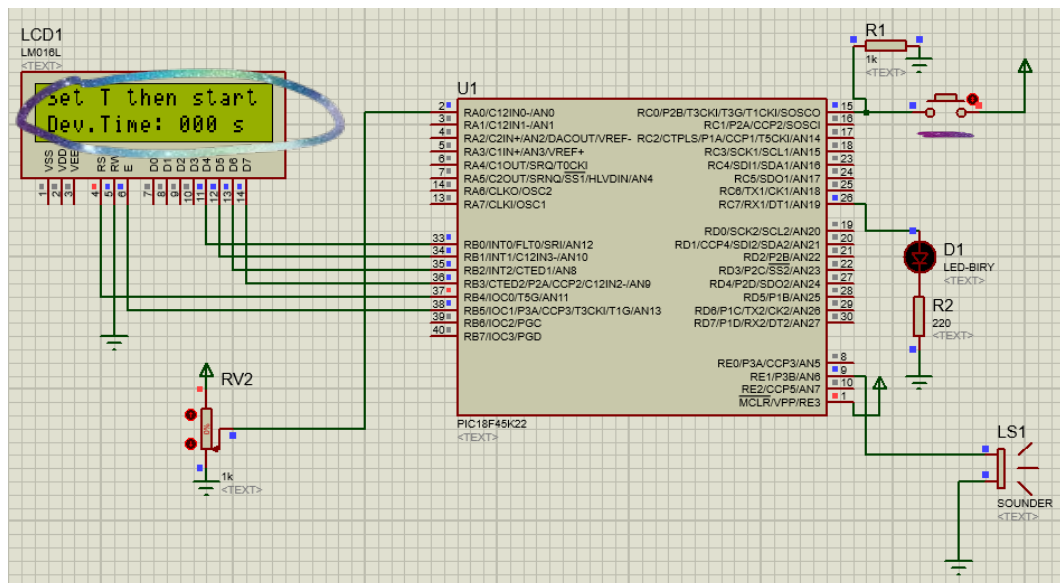 LCD1
LM016L
<TEXT>
Set T then start
Dev.Time: 000 s
VSS VDD VEE RS RW E D0 D1 D2 D3 D4 D5 D6 D7
1 2 3 4 5 6 7 8 9 10 11 12 13 14
U1
2 RA0/C12IN0-/AN0
3 RA1/C12IN1-/AN1
4 RA2/C2IN+/AN2/DACOUT/VREF-
5 RA3/C1IN+/AN3/VREF+
6 RA4/C1OUT/SRQ/T0CKI
7 RA5/C2OUT/SRNQ/SS1/HLVDIN/AN4
14 RA6/CLKO/OSC2
13 RA7/CLKI/OSC1
33 RB0/INT0/FLT0/SRI/AN12
34 RB1/INT1/C12IN3-/AN10
35 RB2/INT2/CTED1/AN8
36 RB3/CTED2/P2A/CCP2/C12IN2-/AN9
37 RB4/IOC0/T5G/AN11
38 RB5/IOC1/P3A/CCP3/T3CKI/T1G/AN13
39 RB6/IOC2/PGC
40 RB7/IOC3/PGD
RC0/P2B/T3CKI/T3G/T1CKI/SOSCO 15
RC1/P2A/CCP2/SOSCI 16
RC2/CTPLS/P1A/CCP1/T5CKI/AN14 17
RC3/SCK1/SCL1/AN15 18
RC4/SDI1/SDA1/AN16 23
RC5/SDO1/AN17 24
RC6/TX1/CK1/AN18 25
RC7/RX1/DT1/AN19 26
RD0/SCK2/SCL2/AN20 19
RD1/CCP4/SDI2/SDA2/AN21 20
RD2/P2B/AN22 21
RD3/P2C/SS2/AN23 22
RD4/P2D/SDO2/AN24 27
RD5/P1B/AN25 28
RD6/P1C/TX2/CK2/AN26 29
RD7/P1D/RX2/DT2/AN27 30
RE0/P3A/CCP3/AN5 8
RE1/P3B/AN6 9
RE2/CCP5/AN7 10
MCLR/VPP/RE3 1
PIC18F45K22
<TEXT>
R1
1k
<TEXT>
D1
LED-BIRY
<TEXT>
R2
220
<TEXT>
RV2
0%
1k
<TEXT>
LS1
SOUNDER
<TEXT>